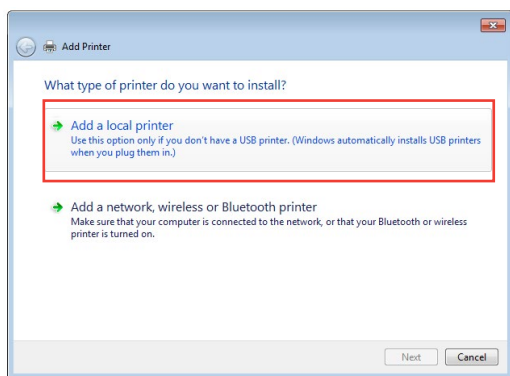 Add Printer
What type of printer do you want to install?
Add a local printer
Use this option only if you don't have a USB printer. (Windows automatically installs USB printers
when you plug them in.)
Add a network, wireless or Bluetooth printer
Make sure that your computer is connected to the network, or that your Bluetooth or wireless
printer is turned on.
Next
Cancel